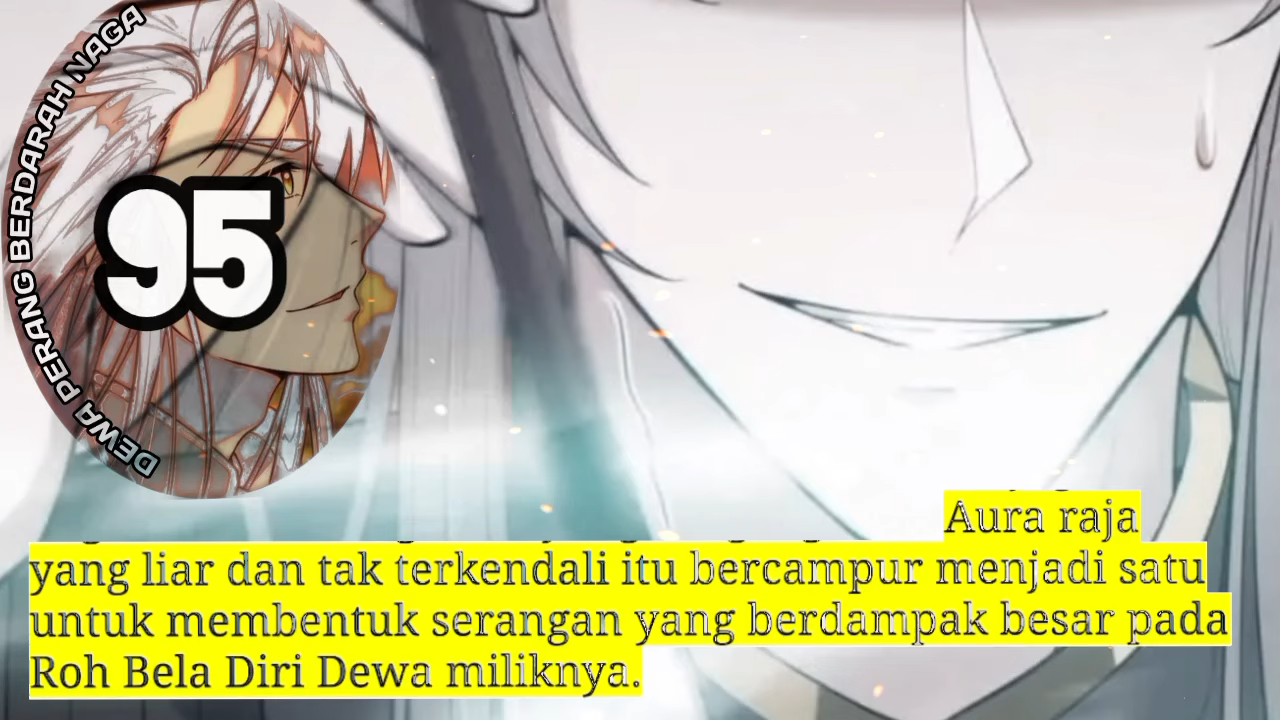 DEWA PERANG BERDARAH NAGA
95
Aura raja
yang liar dan tak terkendali itu bercampur menjadi satu
untuk membentuk serangan yang berdampak besar pada
Roh Bela Diri Dewa miliknya.